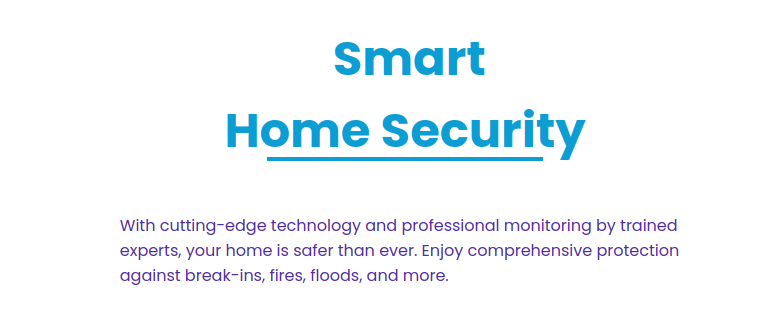 Smart
Home Security
With cutting-edge technology and professional monitoring by trained
experts, your home is safer than ever. Enjoy comprehensive protection
against break-ins, fires, floods, and more.